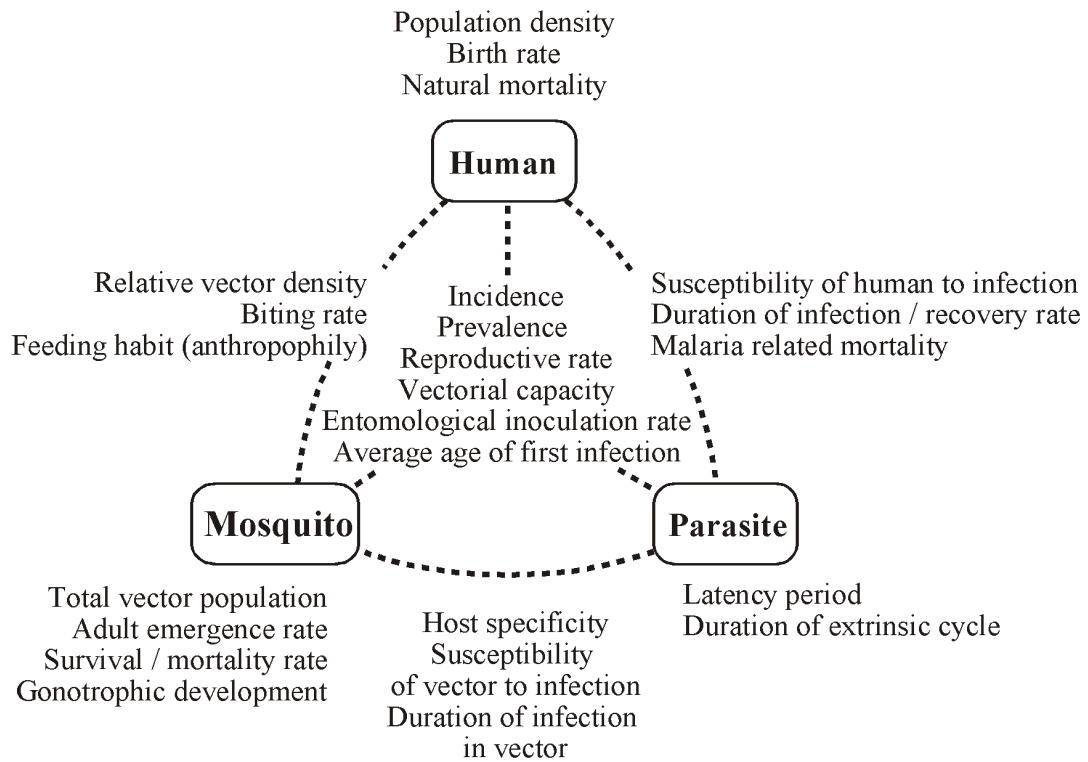 Population density
Birth rate
Natural mortality
Human
Relative vector density
Biting rate
Feeding habit (anthropophily)
Incidence
Prevalence
Reproductive rate
Vectorial capacity
Entomological inoculation rate
Average age of first infection
Susceptibility of human to infection
Duration of infection / recovery rate
Malaria related mortality
Mosquito
Parasite
Total vector population
Adult emergence rate
Survival / mortality rate
Gonotrophic development
Host specificity
Susceptibility
of vector to infection
Duration of infection
in vector
Latency period
Duration of extrinsic cycle